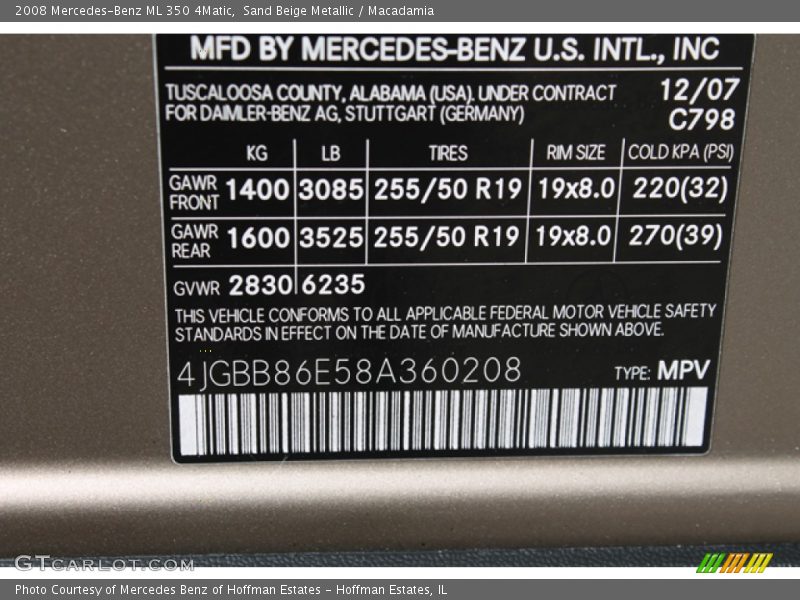 2008 Mercedes-Benz ML 350 4Matic,  Sand Beige Metallic / Macadamia
MFD BY MERCEDES-BENZ U.S. INTL., INC
TUSCALOOSA COUNTY, ALABAMA (USA). UNDER CONTRACT 12/07
FOR DAIMLER-BENZ AG, STUTTGART (GERMANY) C798
KG LB TIRES RIM SIZE COLD KPA (PSI)
GAWR FRONT 1400 3085 255/50 R19 19x8.0 220(32)
GAWR REAR 1600 3525 255/50 R19 19x8.0 270(39)
GVWR 2830 6235
THIS VEHICLE CONFORMS TO ALL APPLICABLE FEDERAL MOTOR VEHICLE SAFETY
STANDARDS IN EFFECT ON THE DATE OF MANUFACTURE SHOWN ABOVE.
4JGBB86E58A360208 TYPE: MPV
GTCARLOT.COM
Photo Courtesy of Mercedes Benz of Hoffman Estates - Hoffman Estates, IL